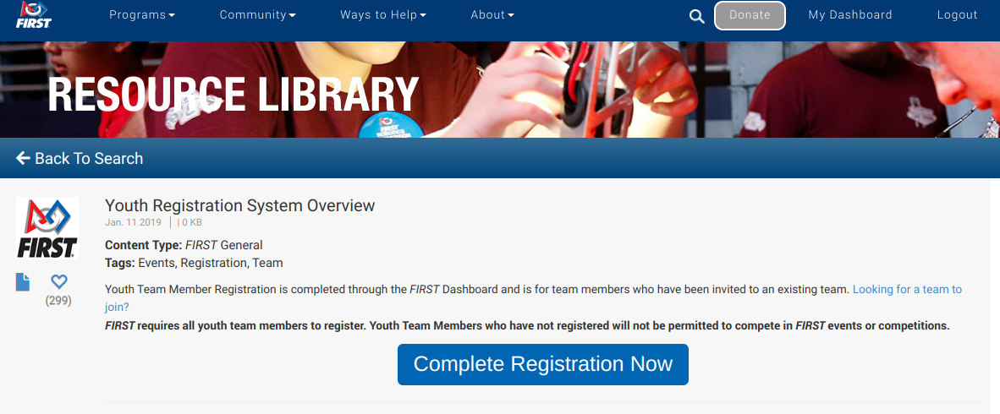 FIRST
Programs
Community
Ways to Help
About
Donate
My Dashboard
Logout
RESOURCE LIBRARY
Back To Search
FIRST
Youth Registration System Overview
Jan. 11 2019 | | 0 KB
Content Type: FIRST General
Tags: Events, Registration, Team
(299)
Youth Team Member Registration is completed through the FIRST Dashboard and is for team members who have been invited to an existing team. Looking for a team to
join?
FIRST requires all youth team members to register. Youth Team Members who have not registered will not be permitted to compete in FIRST events or competitions.
Complete Registration Now